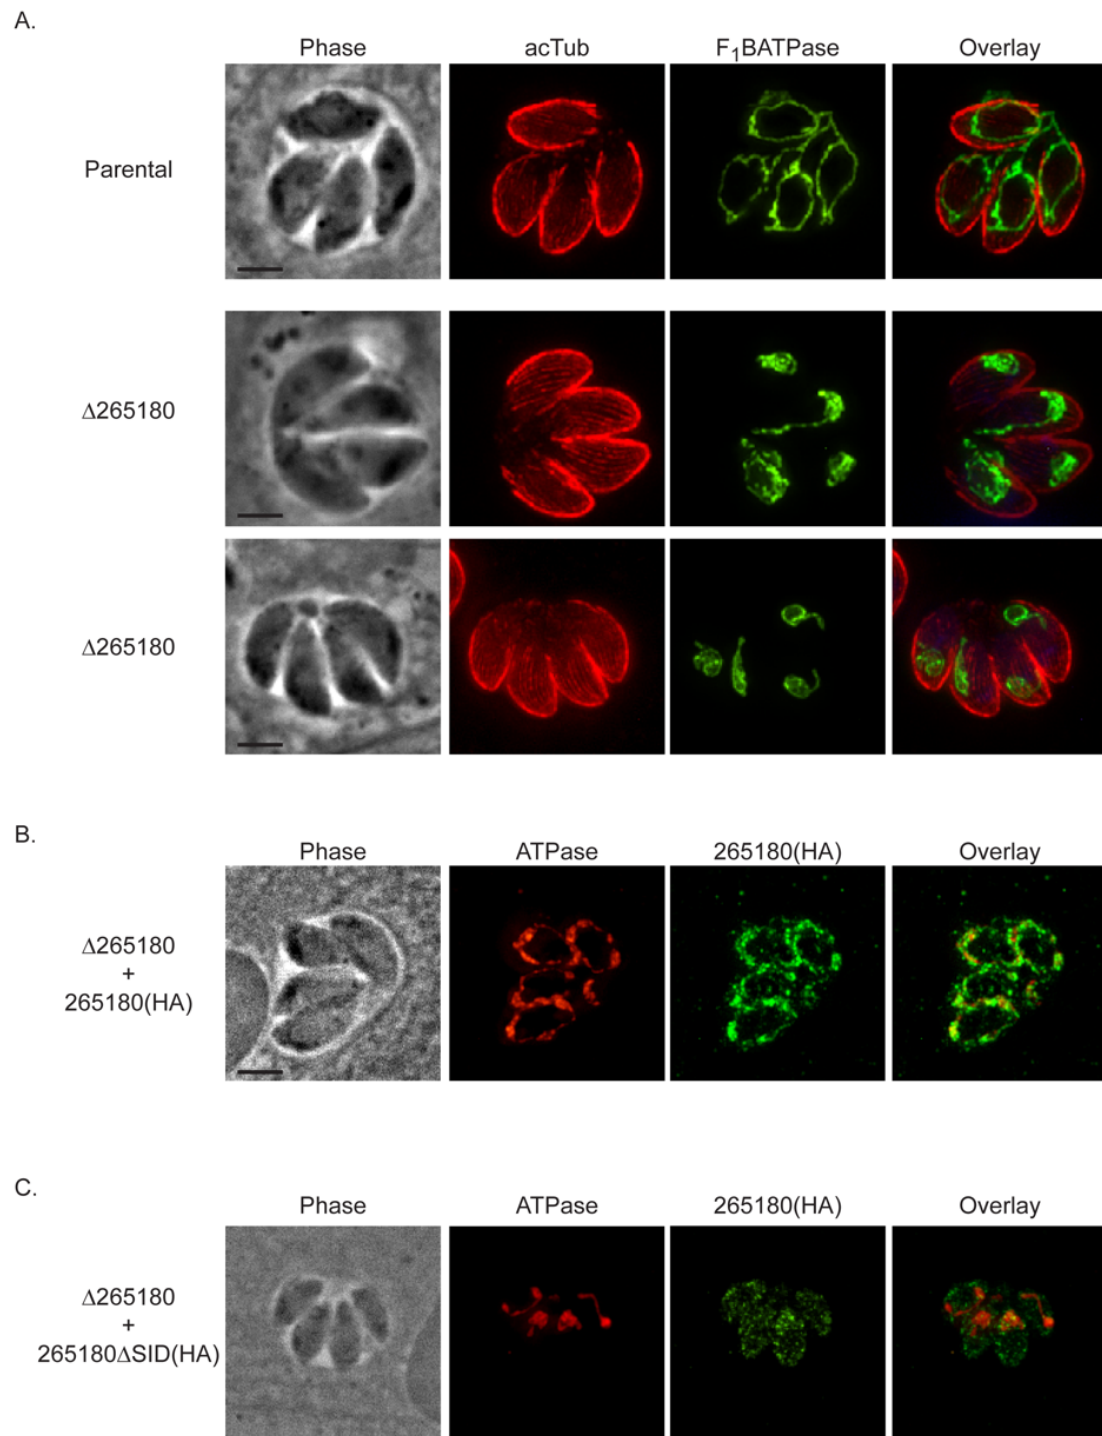 A.
Phase acTub F₁BATPase Overlay
Parental
Δ265180
Δ265180
B.
Phase ATPase 265180(HA) Overlay
Δ265180
+
265180(HA)
C.
Phase ATPase 265180(HA) Overlay
Δ265180
+
265180ΔSID(HA)